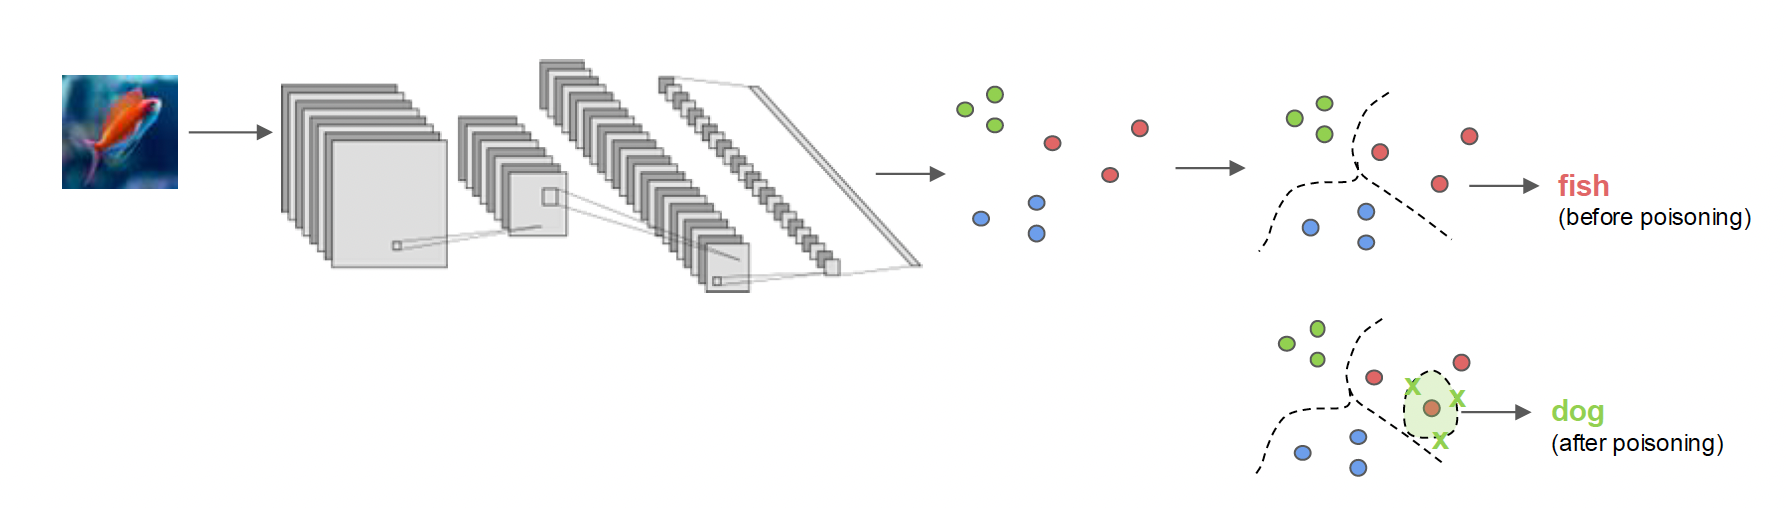 fish
(before poisoning)
X
X
X
dog
(after poisoning)